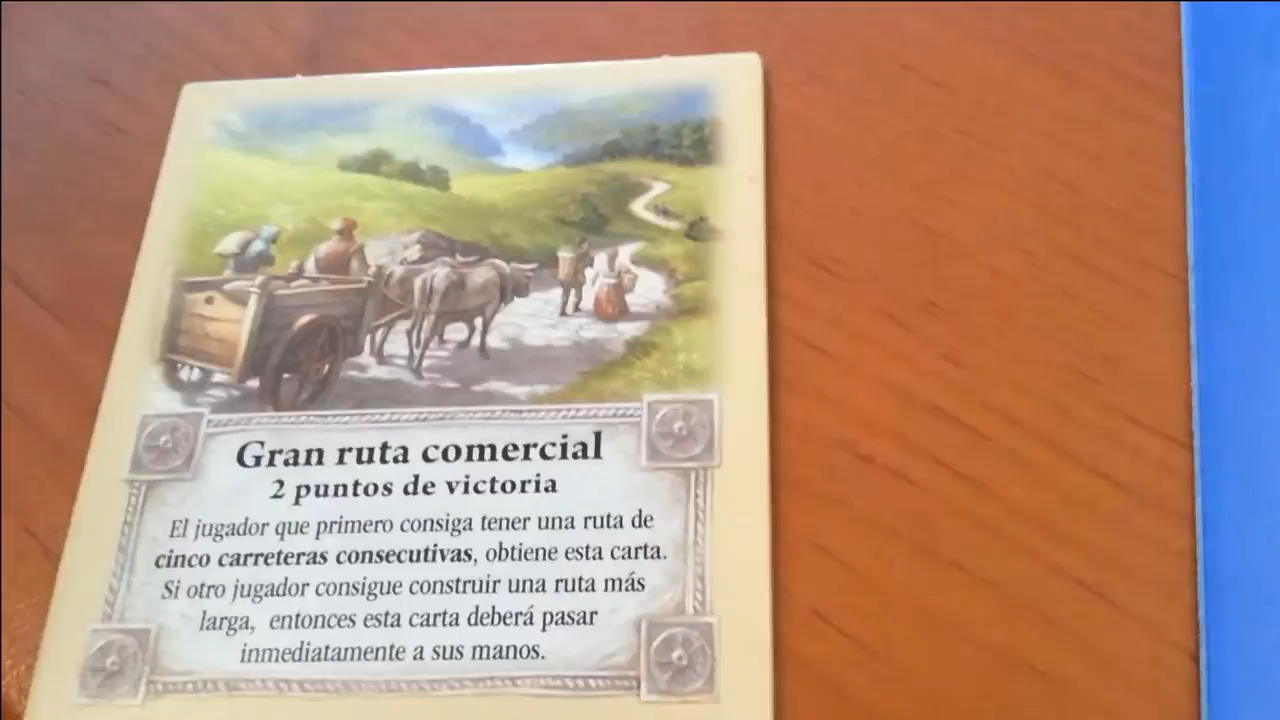 Gran ruta comercial
2 puntos de victoria
El jugador que primero consiga tener una ruta de
cinco carreteras consecutivas, obtiene esta carta.
Si otro jugador consigue construir una ruta más
larga, entonces esta carta deberá pasar
inmediatamente a sus manos.